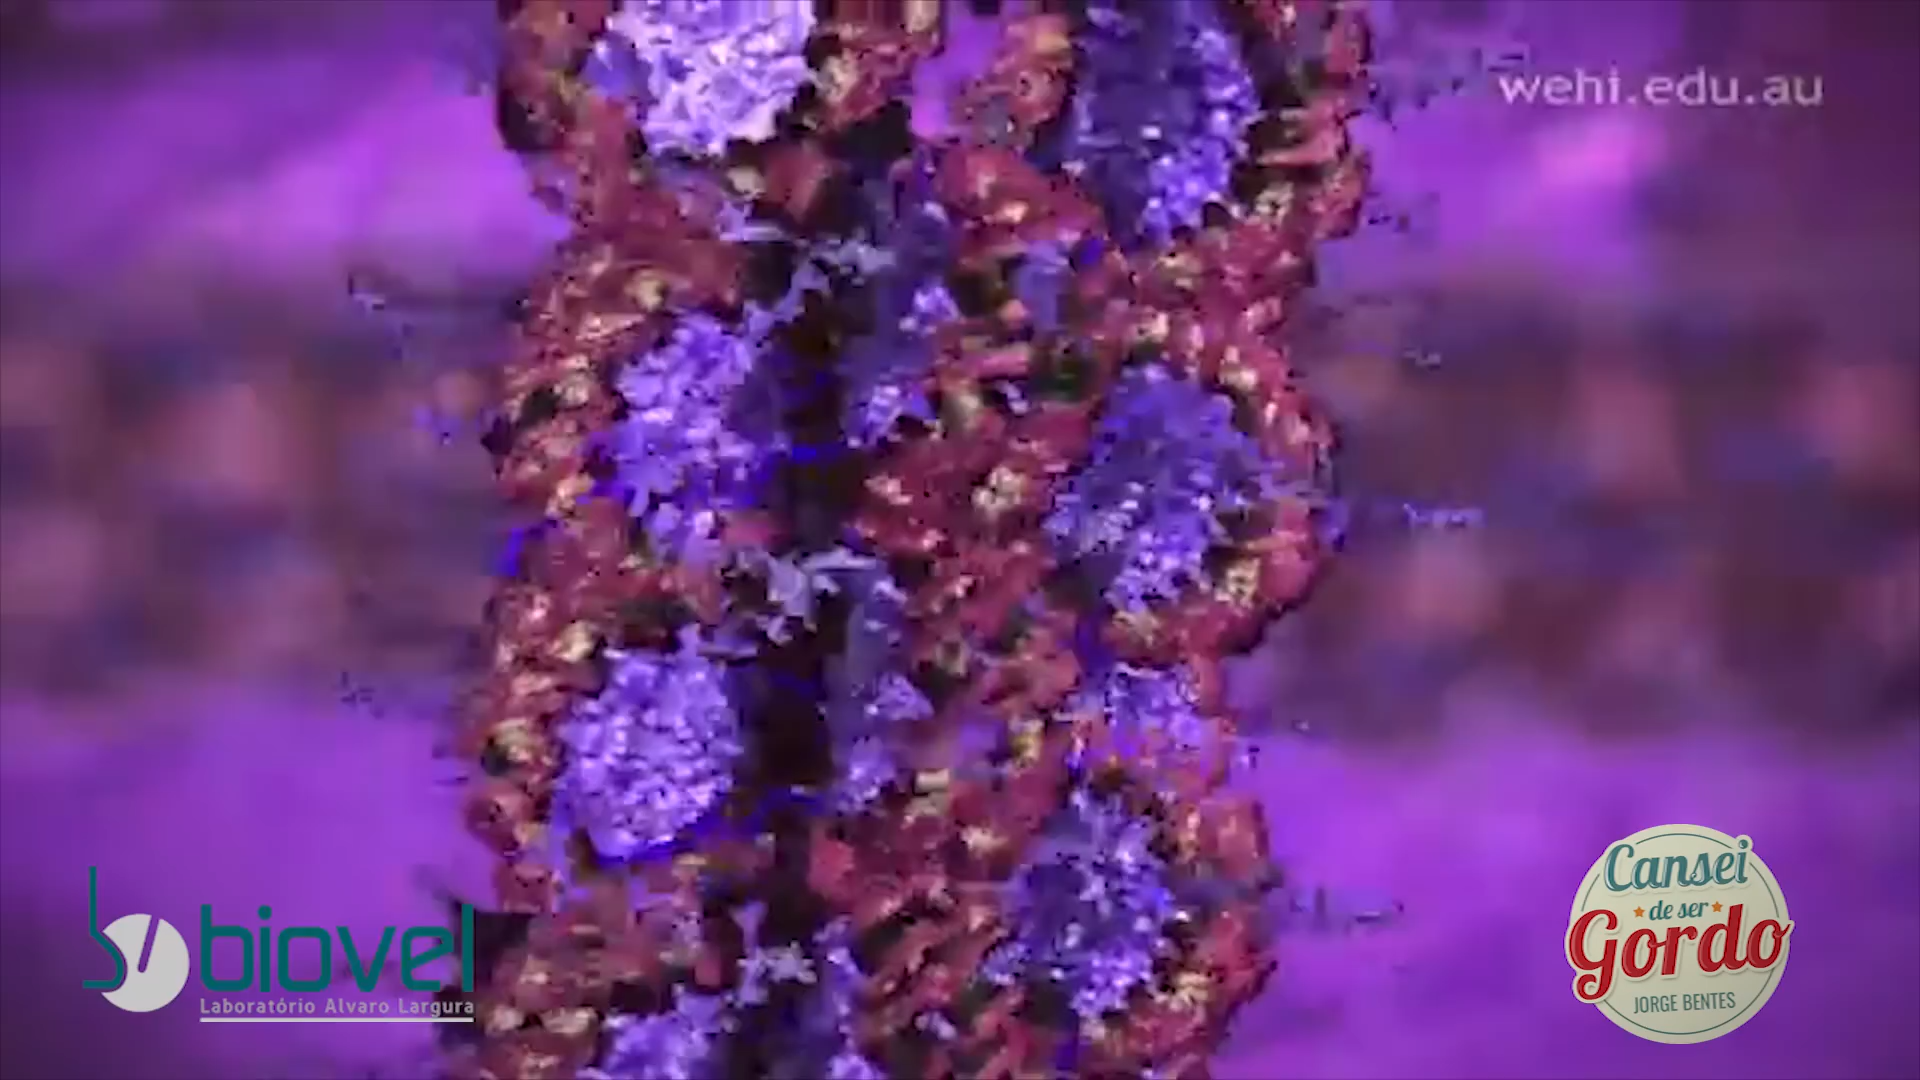 wehi.edu.au
biovel
Laboratório Alvaro Largura
Cansei
de ser
Gordo
JORGE BENTES